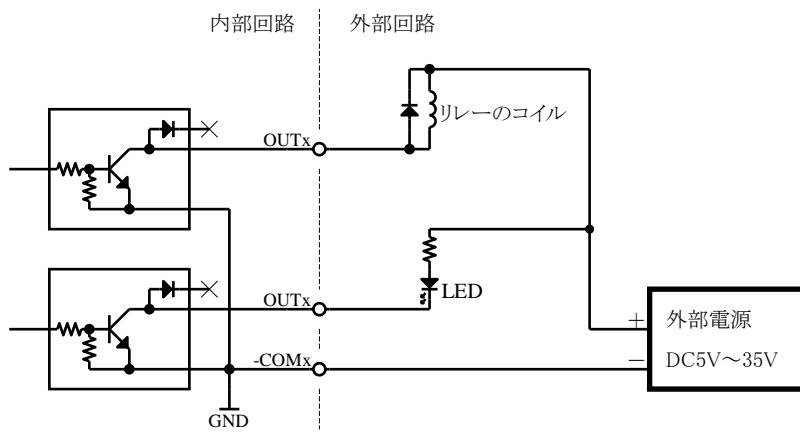 内部回路
外部回路
リレーのコイル
OUTx
LED
OUTx
外部電源
-COMx
DC5V～35V
GND